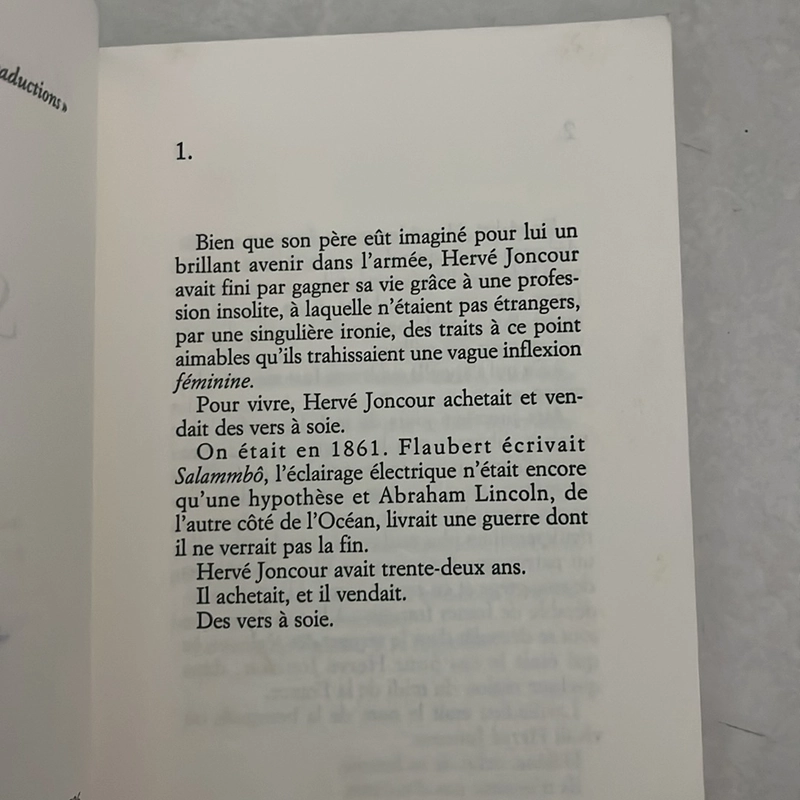 aductions »
1.
Bien que son père eût imaginé pour lui un
brillant avenir dans l'armée, Hervé Joncour
avait fini par gagner sa vie grâce à une profes-
sion insolite, à laquelle n'étaient pas étrangers,
par une singulière ironie, des traits à ce point
aimables qu'ils trahissaient une vague inflexion
féminine.
Pour vivre, Hervé Joncour achetait et ven-
dait des vers à soie.
On était en 1861. Flaubert écrivait
Salammbô, l'éclairage électrique n'était encore
qu'une hypothèse et Abraham Lincoln, de
l'autre côté de l'Océan, livrait une guerre dont
il ne verrait pas la fin.
Hervé Joncour avait trente-deux ans.
Il achetait, et il vendait.
Des vers à soie.